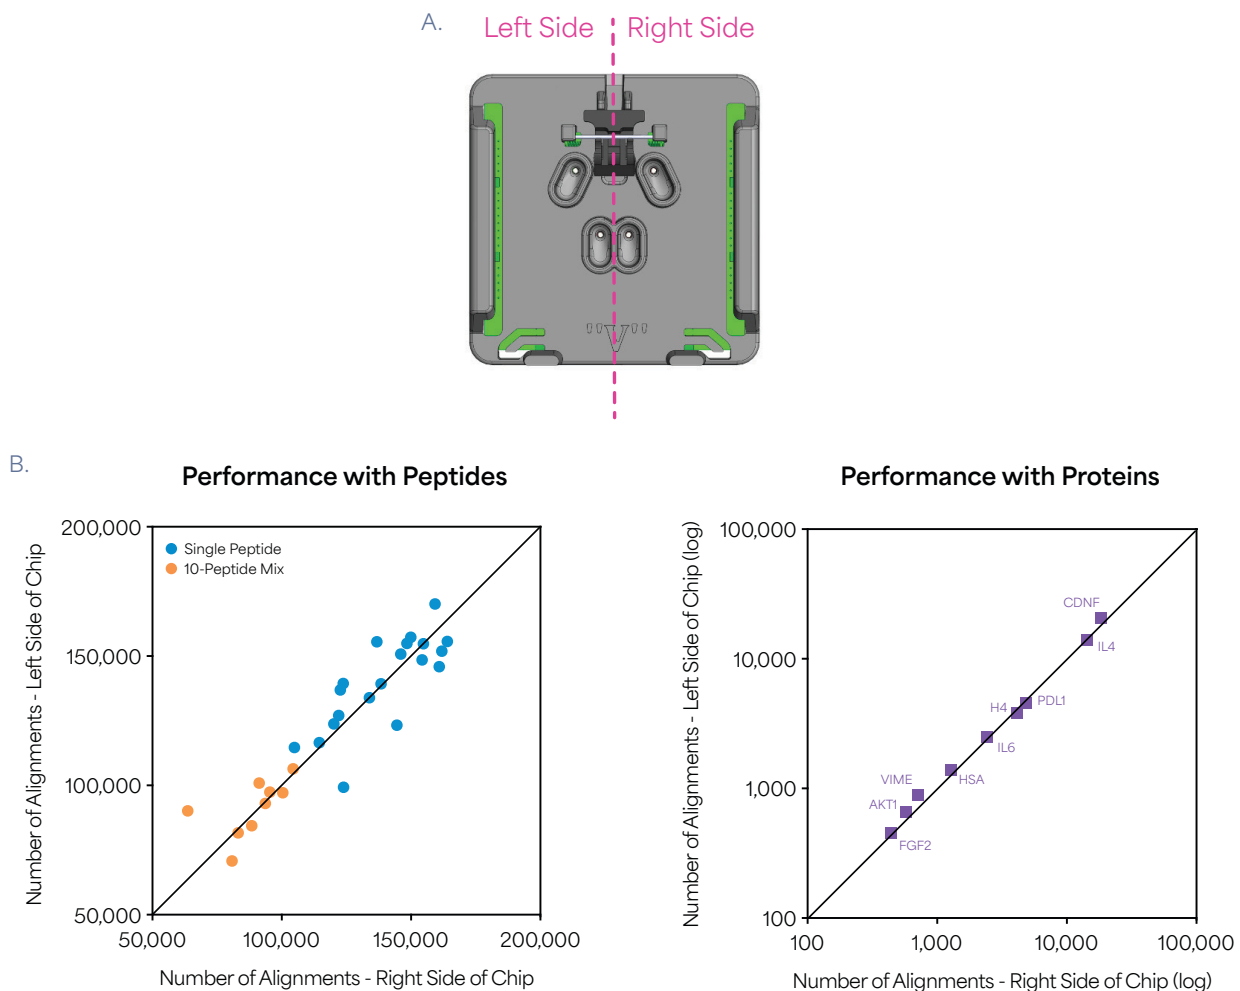 A.
Left Side
Right Side
"V"
B.
Performance with Peptides
Number of Alignments - Left Side of Chip
200,000
150,000
100,000
50,000
Single Peptide
10-Peptide Mix
50,000
100,000
150,000
200,000
Number of Alignments - Right Side of Chip
Performance with Proteins
Number of Alignments - Left Side of Chip (log)
100,000
10,000
1,000
100
CDNF
IL4
H4
PDL1
IL6
VIME
HSA
AKT1
FGF2
100
1,000
10,000
100,000
Number of Alignments - Right Side of Chip (log)